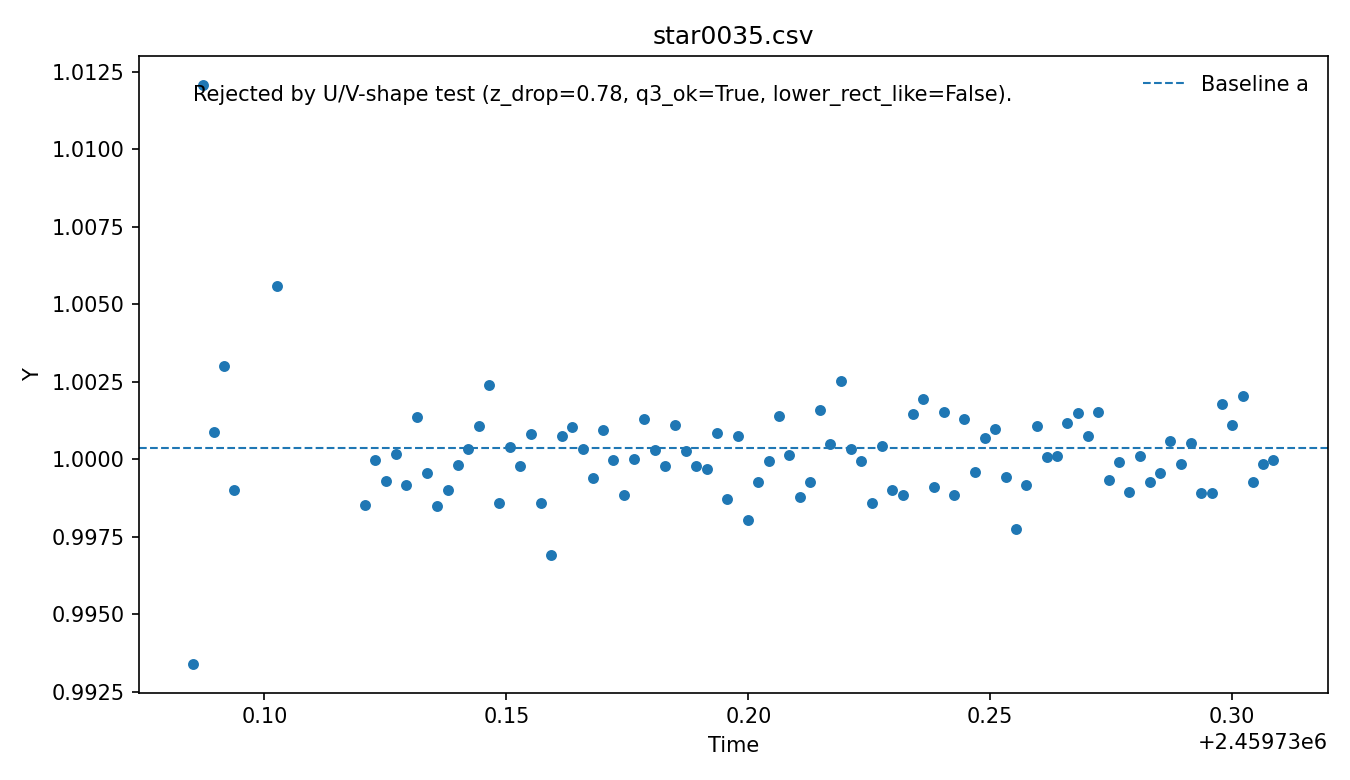 star0035.csv
1.0125
1.0100
1.0075
1.0050
1.0025
1.0000
0.9975
0.9950
0.9925
Y
Rejected by U/V-shape test (z_drop=0.78, q3_ok=True, lower_rect_like=False).
Baseline a
0.10 0.15 0.20 0.25 0.30
Time
+2.45973e6